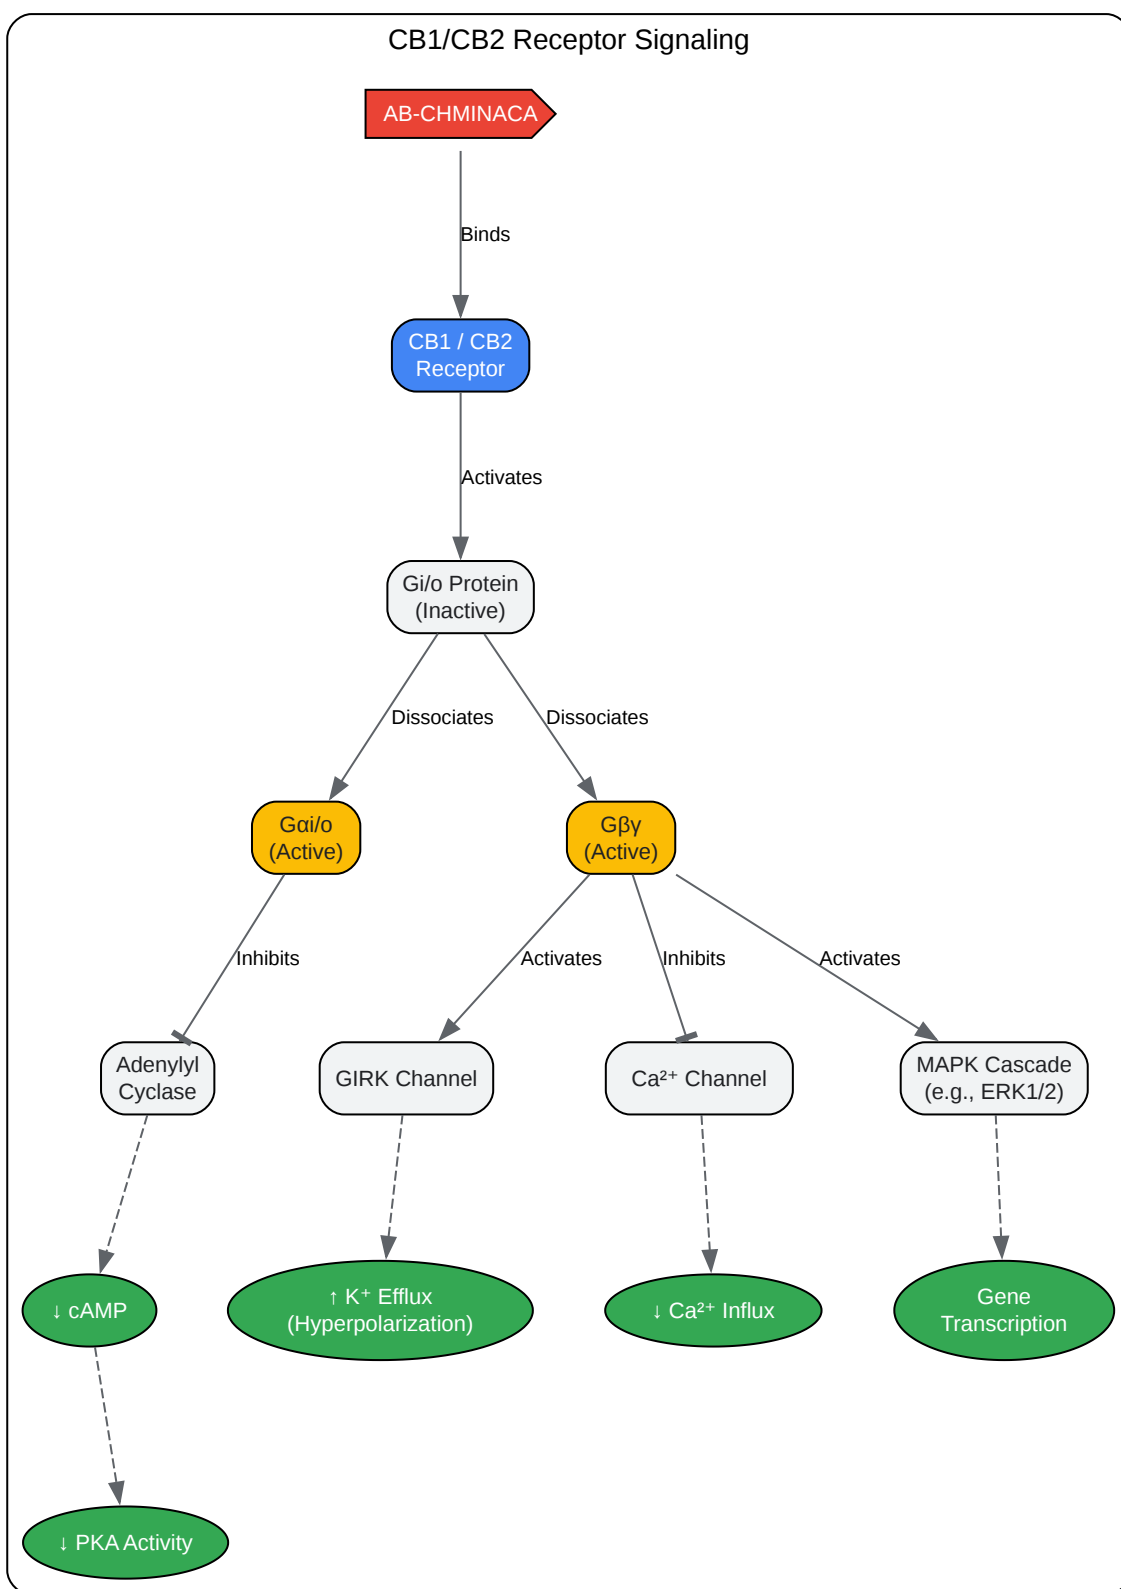 CB1/CB2 Receptor Signaling
AB-CHMINACA
Binds
CB1 / CB2
Receptor
Activates
Gi/o Protein
(Inactive)
Dissociates
Dissociates
Gαi/o
(Active)
Gβγ
(Active)
Inhibits
Activates
Inhibits
Activates
Adenylyl
Cyclase
GIRK Channel
Ca²⁺ Channel
MAPK Cascade
(e.g., ERK1/2)
↓ cAMP
↑ K⁺ Efflux
(Hyperpolarization)
↓ Ca²⁺ Influx
Gene
Transcription
↓ PKA Activity